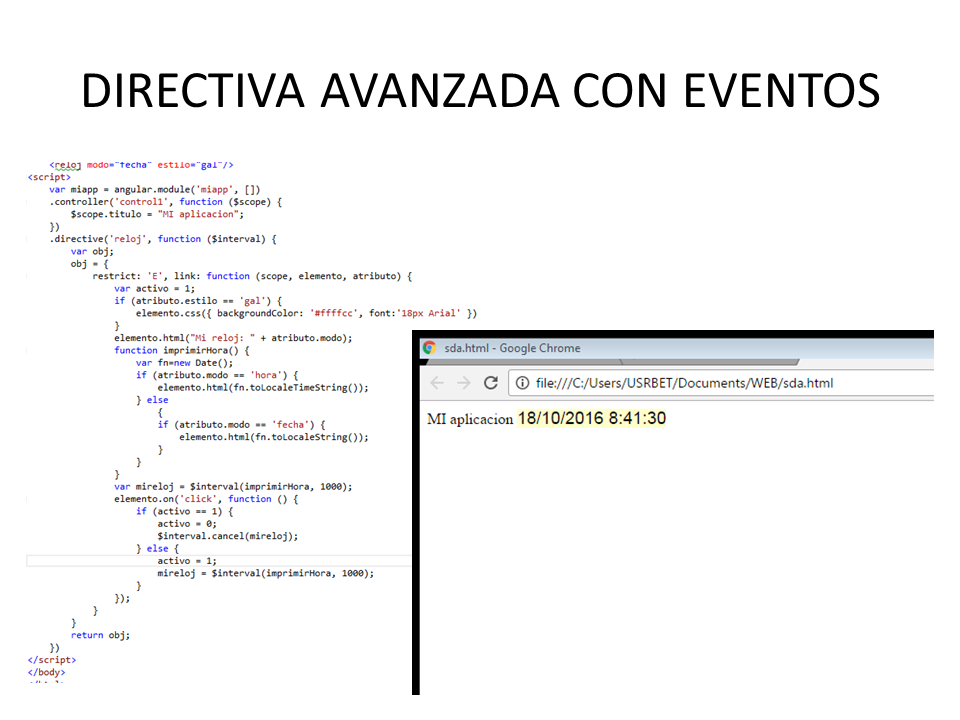 DIRECTIVA AVANZADA CON EVENTOS
<reloj modo="fecha" estilo="gal"/>
<script>
var miapp = angular.module('miapp', [])
.controller('control1', function ($scope) {
$scope.titulo = "MI aplicacion";
})
.directive('reloj', function ($interval) {
var obj;
obj = {
restrict: 'E', link: function (scope, elemento, atributo) {
var activo = 1;
if (atributo.estilo == 'gal') {
elemento.css({ backgroundColor: '#ffffcc', font:'18px Arial' })
}
elemento.html("Mi reloj: " + atributo.modo);
function imprimirHora() {
var fn=new Date();
if (atributo.modo == 'hora') {
elemento.html(fn.toLocaleTimeString());
} else
{
if (atributo.modo == 'fecha') {
elemento.html(fn.toLocaleString());
}
}
}
var mireloj = $interval(imprimirHora, 1000);
elemento.on('click', function () {
if (activo == 1) {
activo = 0;
$interval.cancel(mireloj);
} else {
activo = 1;
mireloj = $interval(imprimirHora, 1000);
}
});
}
}
return obj;
})
</script>
</body>
sda.html - Google Chrome
file:///C:/Users/USRBET/Documents/WEB/sda.html
MI aplicacion 18/10/2016 8:41:30